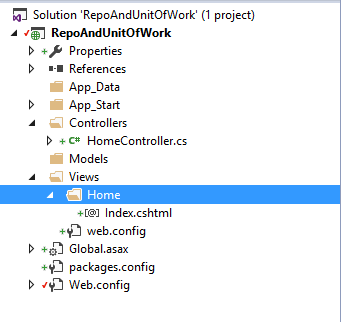 Solution 'RepoAndUnitOfWork' (1 project)
RepoAndUnitOfWork
Properties
References
App_Data
App_Start
Controllers
C# HomeController.cs
Models
Views
Home
[@] Index.cshtml
web.config
Global.asax
packages.config
Web.config